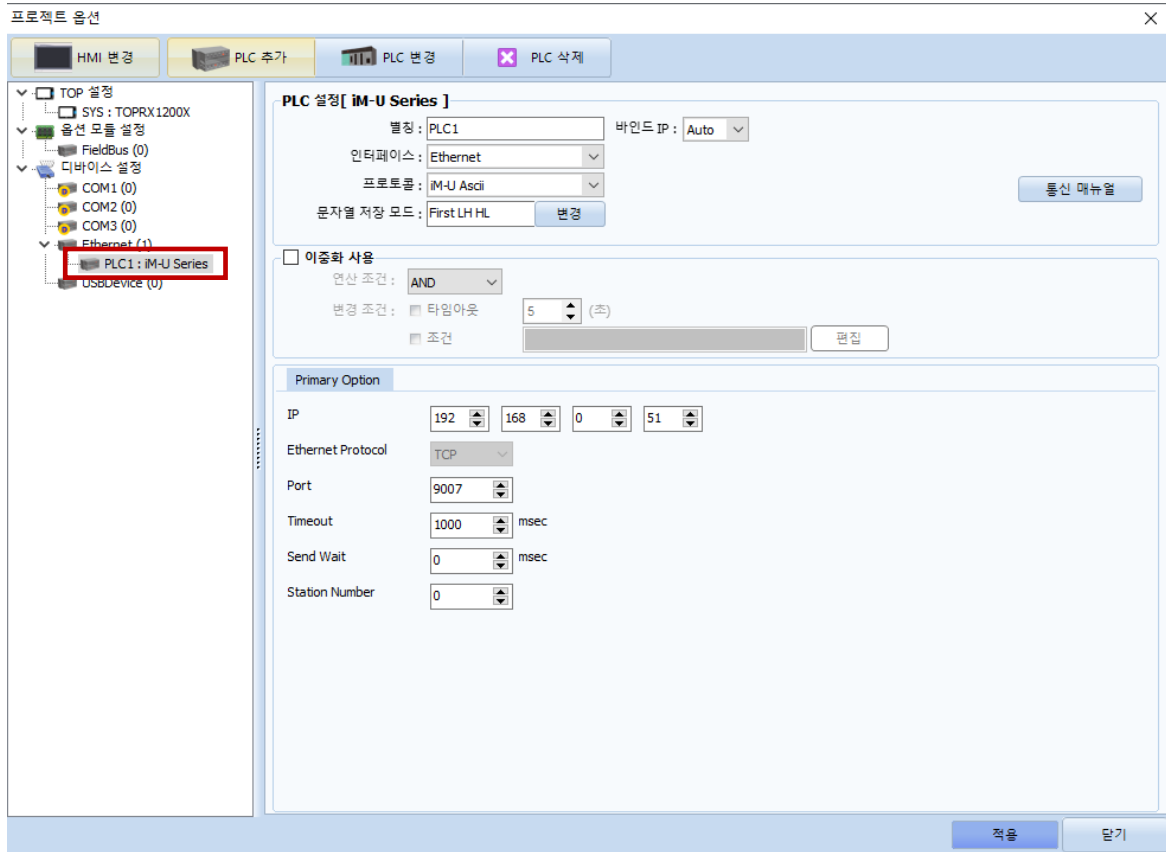 프로젝트 옵션
HMI 변경
PLC 추가
PLC 변경
PLC 삭제
TOP 설정
SYS : TOPRX1200X
옵션 모듈 설정
FieldBus (0)
디바이스 설정
COM1 (0)
COM2 (0)
COM3 (0)
Ethernet (1)
PLC1 : iM-U Series
USBDevice (0)
PLC 설정[ iM-U Series ]
별칭 : PLC1 바인드 IP : Auto
인터페이스 : Ethernet
프로토콜 : iM-U Ascii
통신 매뉴얼
문자열 저장 모드 : First LH HL 변경
이중화 사용
연산 조건 : AND
변경 조건 : 타임아웃 5 (초)
조건 편집
Primary Option
IP 192 168 0 51
Ethernet Protocol TCP
Port 9007
Timeout 1000 msec
Send Wait 0 msec
Station Number 0
적용 닫기